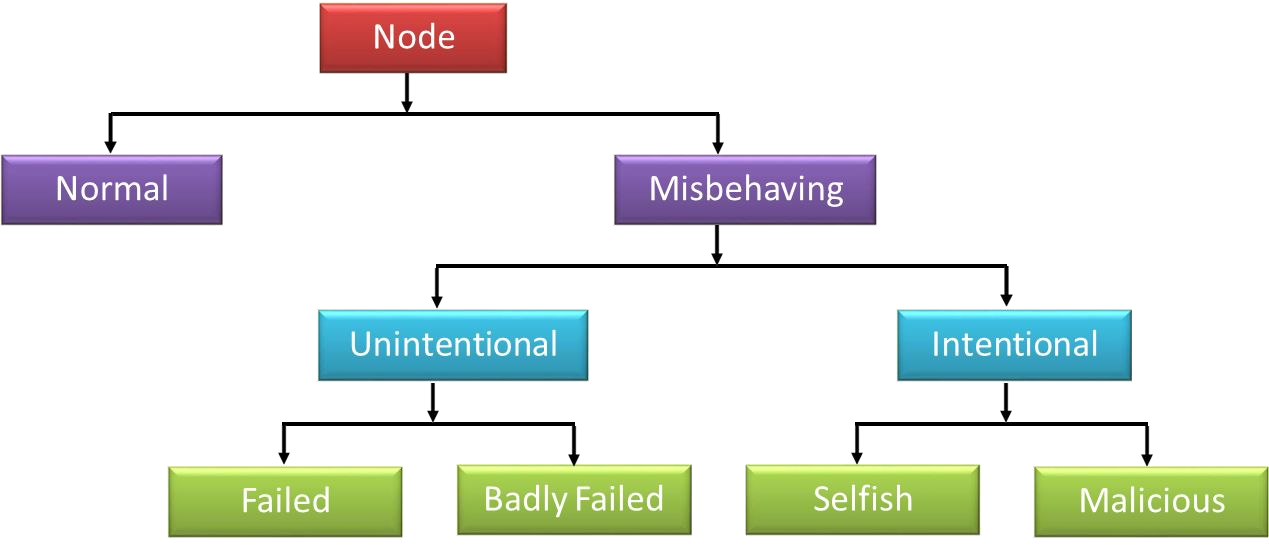 Node
Normal
Misbehaving
Unintentional
Intentional
Failed
Badly Failed
Selfish
Malicious